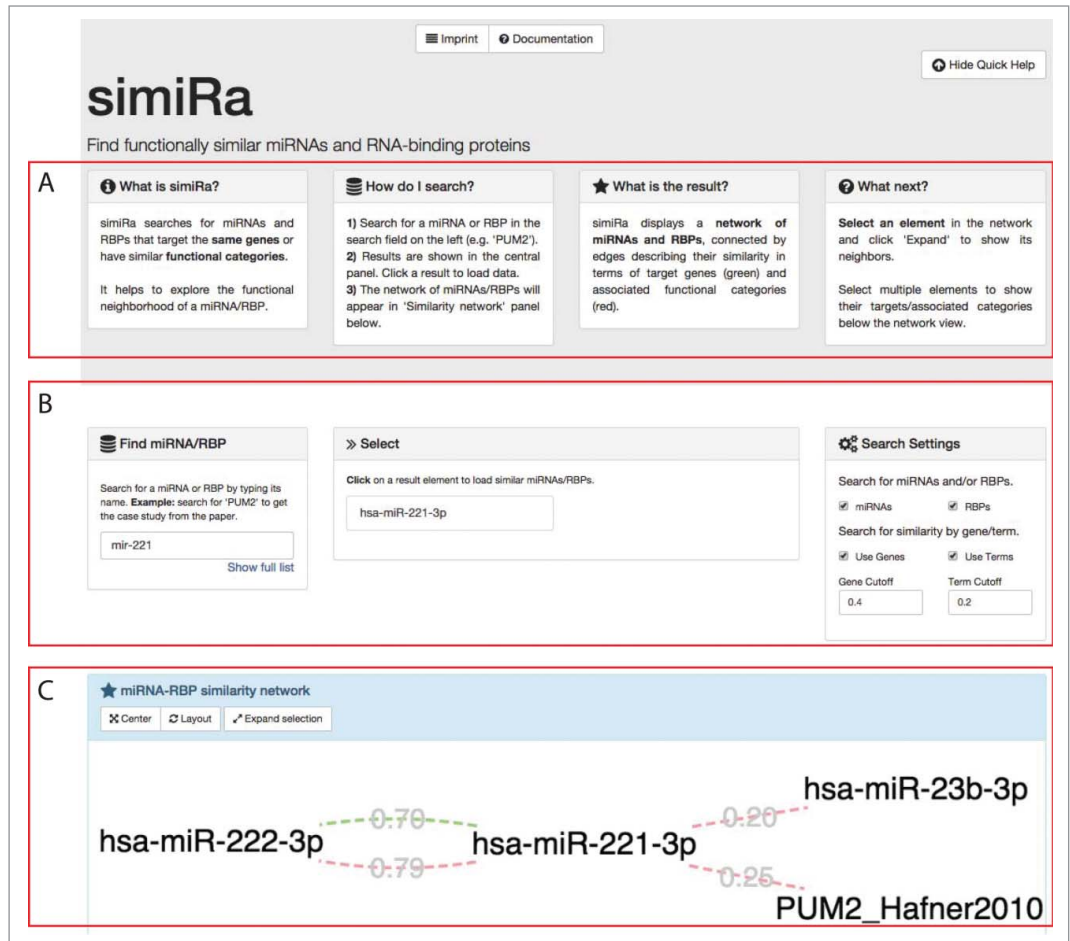 Imprint
Documentation
Hide Quick Help
simiRa
Find functionally similar miRNAs and RNA-binding proteins
A
What is simiRa?
simiRa searches for miRNAs and
RBPs that target the same genes or
have similar functional categories.
It helps to explore the functional
neighborhood of a miRNA/RBP.
How do I search?
1) Search for a miRNA or RBP in the
search field on the left (e.g. 'PUM2').
2) Results are shown in the central
panel. Click a result to load data.
3) The network of miRNAs/RBPs will
appear in 'Similarity network' panel
below.
What is the result?
simiRa displays a network of
miRNAs and RBPs, connected by
edges describing their similarity in
terms of target genes (green) and
associated functional categories
(red).
What next?
Select an element in the network
and click 'Expand' to show its
neighbors.
Select multiple elements to show
their targets/associated categories
below the network view.
B
Find miRNA/RBP
Search for a miRNA or RBP by typing its
name. Example: search for 'PUM2' to get
the case study from the paper.
mir-221
Show full list
» Select
Click on a result element to load similar miRNAs/RBPs.
hsa-miR-221-3p
Search Settings
Search for miRNAs and/or RBPs.
miRNAs
RBPs
Search for similarity by gene/term.
Use Genes
Use Terms
Gene Cutoff
Term Cutoff
0.4
0.2
C
miRNA-RBP similarity network
Center
Layout
Expand selection
hsa-miR-222-3p
0.70
0.79
hsa-miR-221-3p
0.20
0.25
hsa-miR-23b-3p
PUM2_Hafner2010